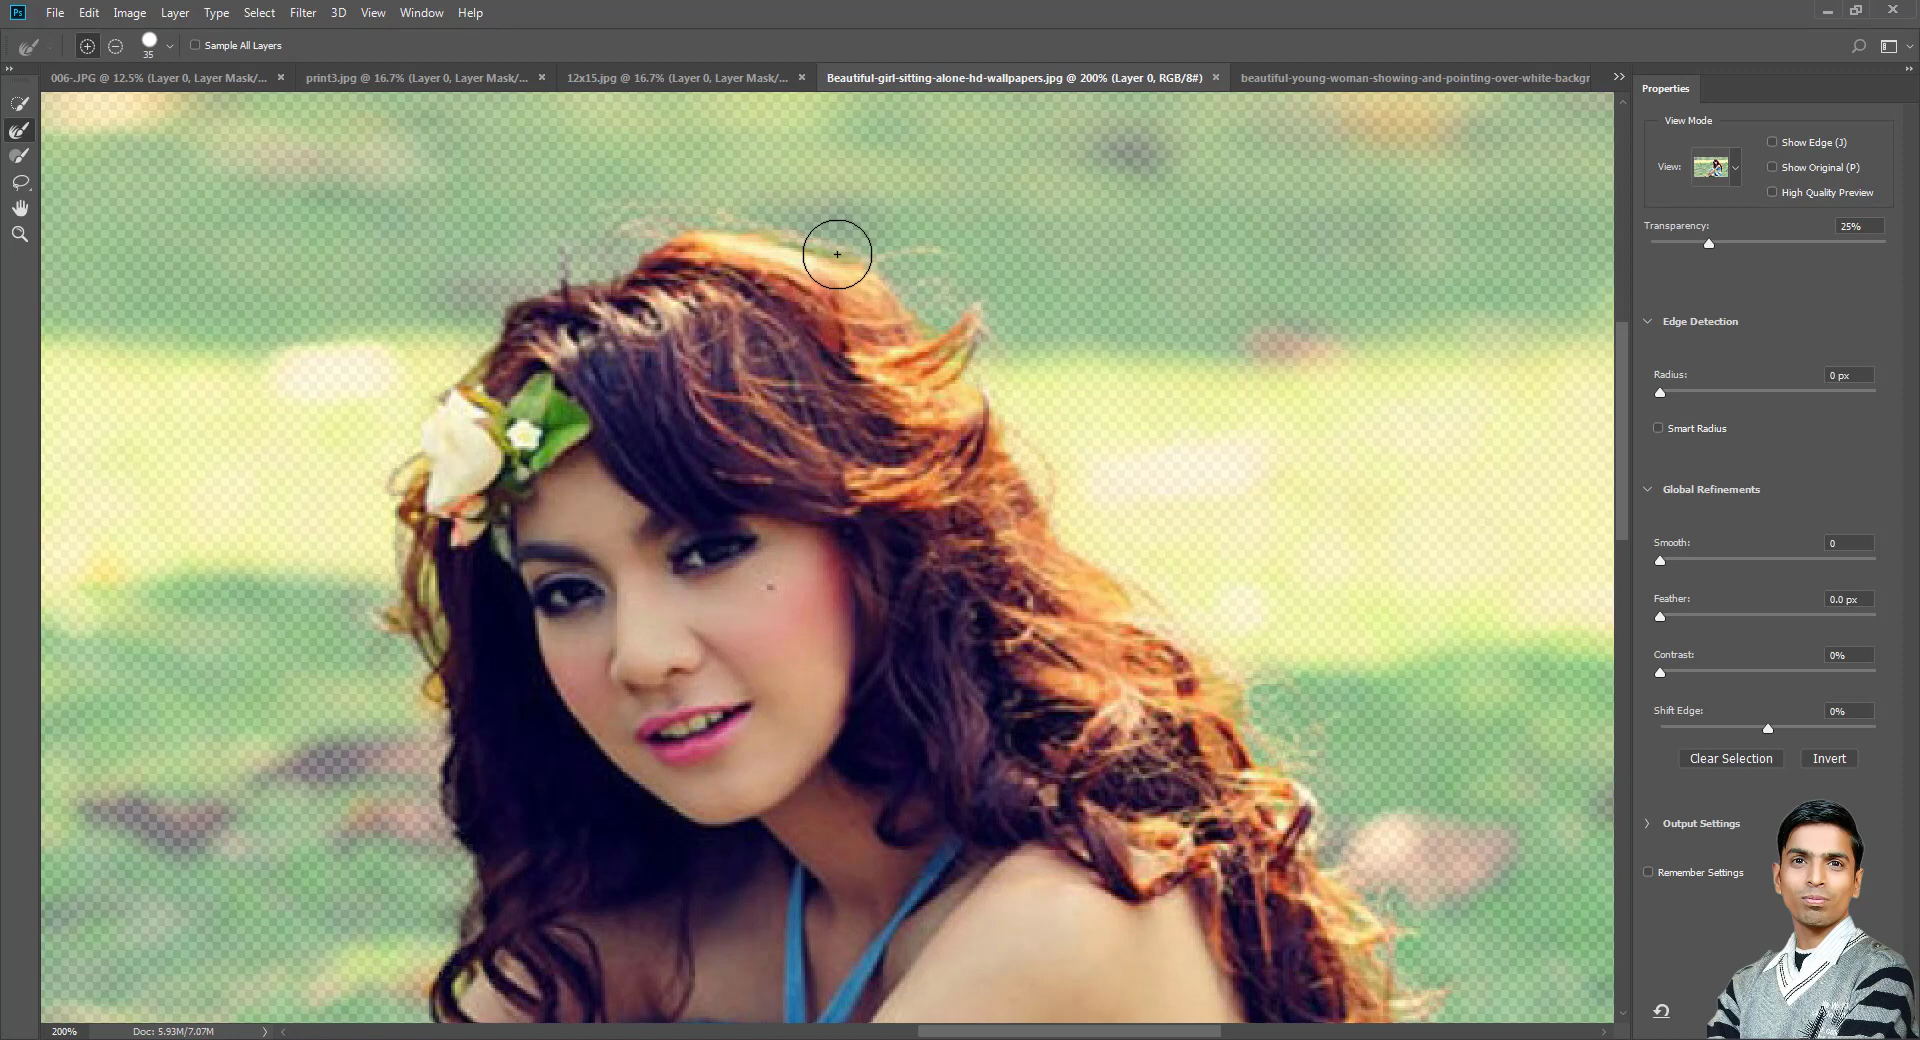 Ps File Edit Image Layer Type Select Filter 3D View Window Help
35
Sample All Layers
006-.JPG @ 12.5% (Layer 0, Layer Mask/...
print3.jpg @ 16.7% (Layer 0, Layer Mask/...
12x15.jpg @ 16.7% (Layer 0, Layer Mask/...
Beautiful-girl-sitting-alone-hd-wallpapers.jpg @ 200% (Layer 0, RGB/8#)
beautiful-young-woman-showing-and-pointing-over-white-backgr
Properties
View Mode
View:
Show Edge (J)
Show Original (P)
High Quality Preview
Transparency: 25%
Edge Detection
Radius: 0 px
Smart Radius
Global Refinements
Smooth: 0
Feather: 0.0 px
Contrast: 0%
Shift Edge: 0%
Clear Selection Invert
Output Settings
Remember Settings
200% Doc: 5.93M/7.07M